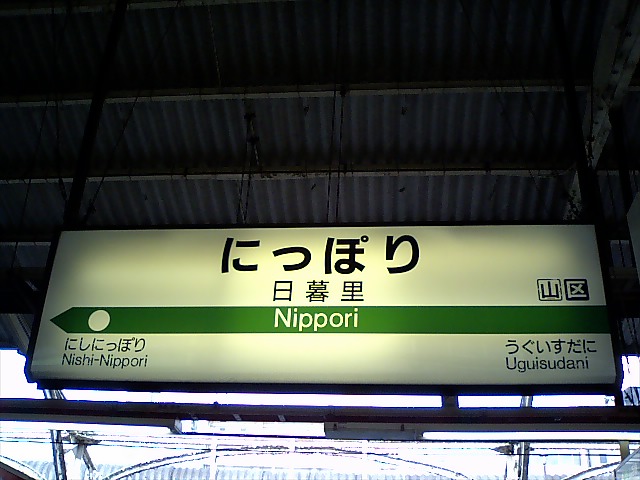 にっぽり
日暮里
山区
Nippori
にしにっぽり
Nishi-Nippori
うぐいすだに
Uguisudani